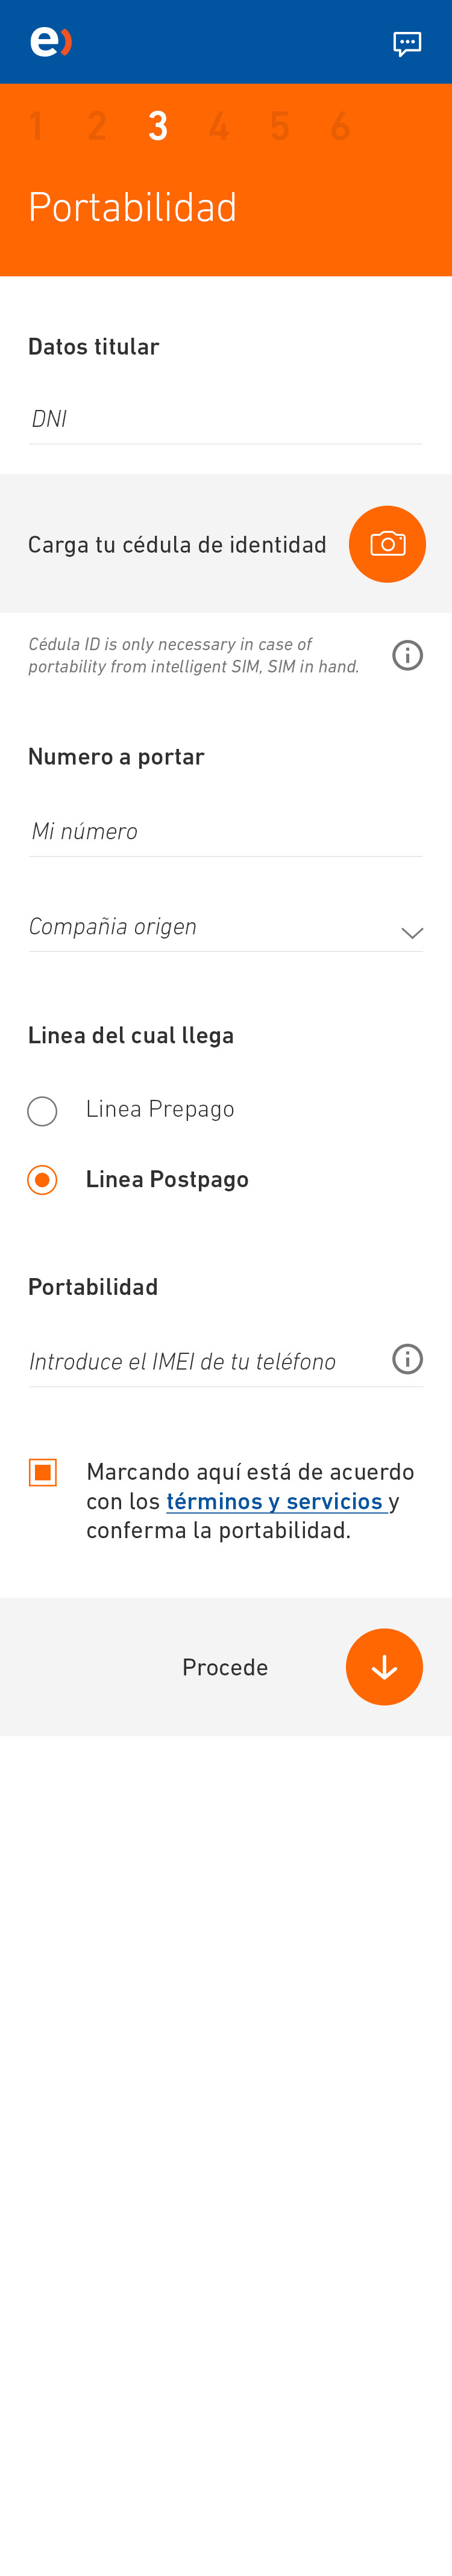 e)
1 2 3 4 5 6
Portabilidad
Datos titular
DNI
Carga tu cédula de identidad
Cédula ID is only necessary in case of
portability from intelligent SIM, SIM in hand.
Numero a portar
Mi número
Compañia origen
Linea del cual llega
Linea Prepago
Linea Postpago
Portabilidad
Introduce el IMEI de tu teléfono
Marcando aquí está de acuerdo
con los términos y servicios y
conferma la portabilidad.
Procede